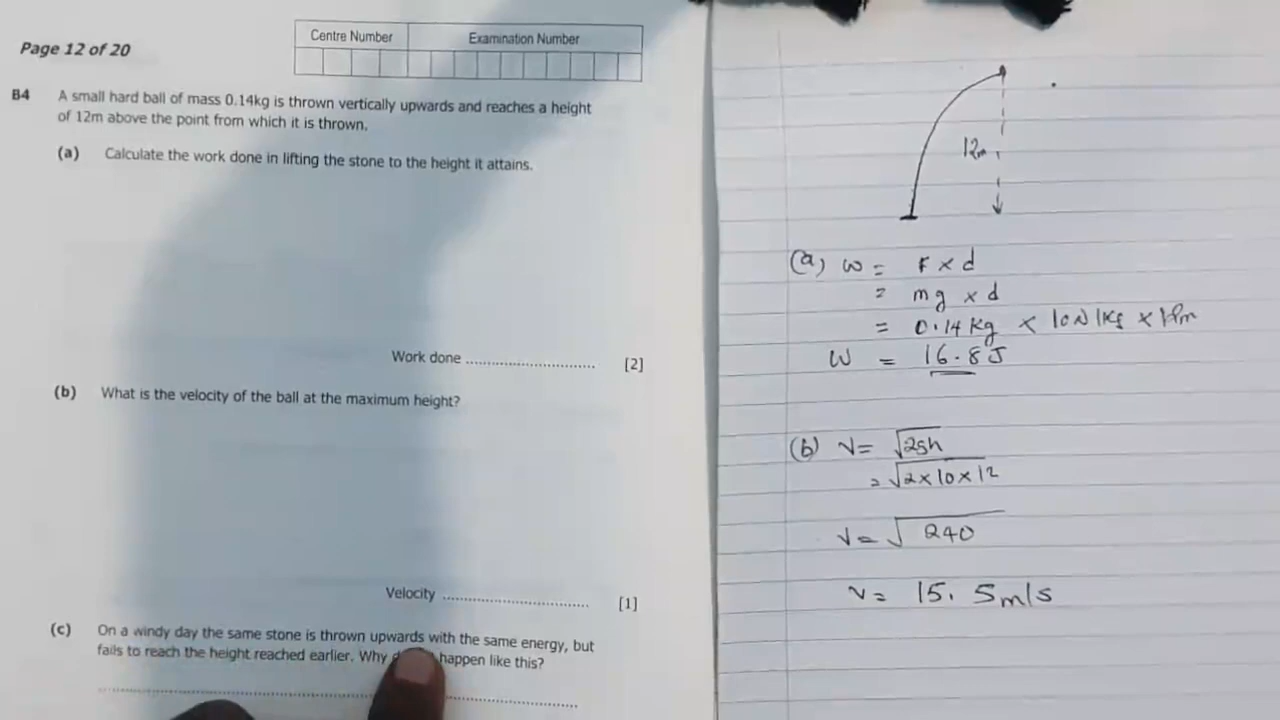 Page 12 of 20
Centre Number
Examination Number
B4 A small hard ball of mass 0.14kg is thrown vertically upwards and reaches a height
of 12m above the point from which it is thrown.
(a) Calculate the work done in lifting the stone to the height it attains.
Work done .............................. [2]
(b) What is the velocity of the ball at the maximum height?
Velocity .................................. [1]
(c) On a windy day the same stone is thrown upwards with the same energy, but
fails to reach the height reached earlier. Why happen like this?
12m
(a) W = F × d
= mg × d
= 0.14 kg × 10N/kg × 12m
W = 16.8J
(b) V = √2gh
= √2×10×12
V = √240
V = 15.5m/s